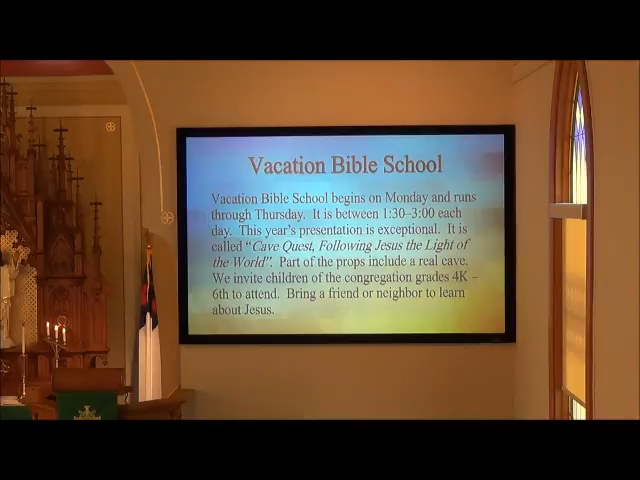 Vacation Bible School
Vacation Bible School begins on Monday and runs
through Thursday. It is between 1:30–3:00 each
day. This year's presentation is exceptional. It is
called "Cave Quest, Following Jesus the Light of
the World". Part of the props include a real cave.
We invite children of the congregation grades 4K –
6th to attend. Bring a friend or neighbor to learn
about Jesus.